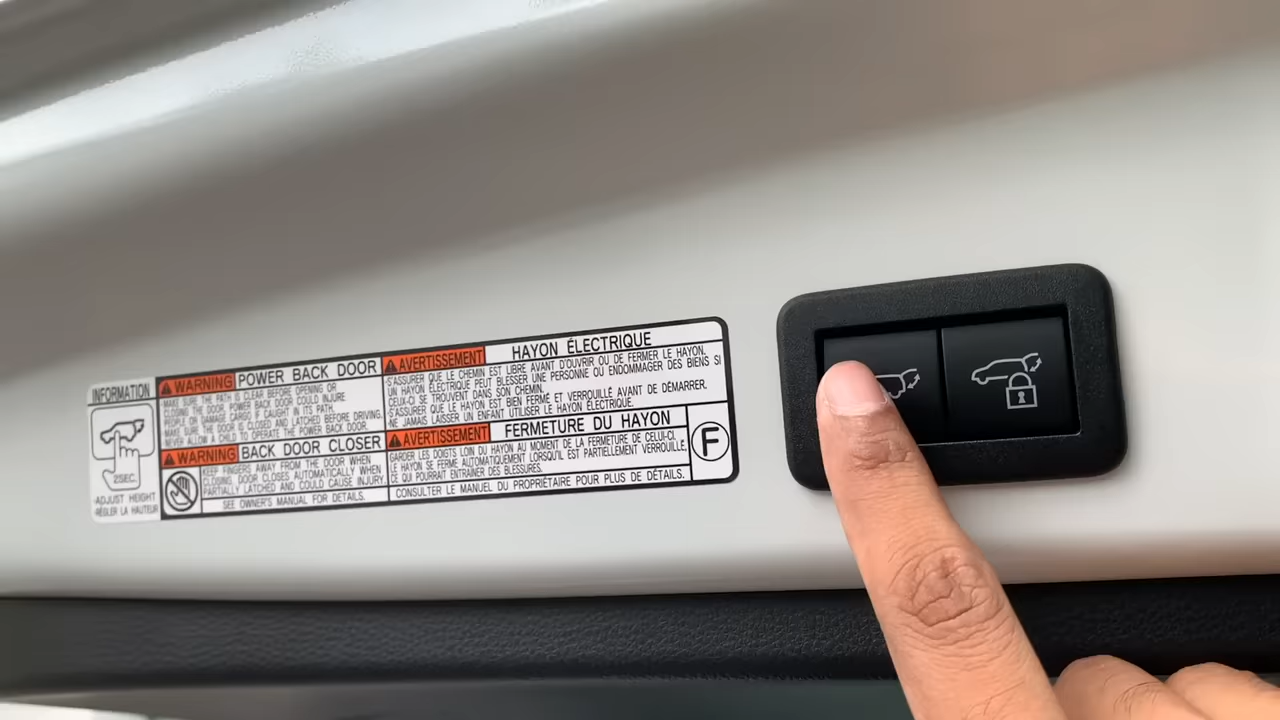 INFORMATION
2SEC.
-ADJUST HEIGHT
-RÉGLER LA HAUTEUR
WARNING POWER BACK DOOR
MAKE SURE THE PATH IS CLEAR BEFORE OPENING OR
CLOSING THE DOOR. POWER BACK DOOR COULD INJURE
PEOPLE OR DAMAGE CARGO IF CAUGHT IN ITS PATH.
MAKE SURE THE DOOR IS CLOSED AND LATCHED BEFORE DRIVING.
NEVER ALLOW A CHILD TO OPERATE THE POWER BACK DOOR.
WARNING BACK DOOR CLOSER
KEEP FINGERS AWAY FROM THE DOOR WHEN
CLOSING, DOOR CLOSES AUTOMATICALLY WHEN
PARTIALLY LATCHED AND COULD CAUSE INJURY
SEE OWNER'S MANUAL FOR DETAILS.
AVERTISSEMENT HAYON ÉLECTRIQUE
S'ASSURER QUE LE CHEMIN EST LIBRE AVANT D'OUVRIR OU DE FERMER LE HAYON.
UN HAYON ÉLECTRIQUE PEUT BLESSER UNE PERSONNE OU ENDOMMAGER DES BIENS SI
CEUX-CI SE TROUVENT DANS SON CHEMIN.
S'ASSURER QUE LE HAYON EST BIEN FERMÉ ET VERROUILLÉ AVANT DE DÉMARRER.
NE JAMAIS LAISSER UN ENFANT UTILISER LE HAYON ÉLECTRIQUE.
AVERTISSEMENT FERMETURE DU HAYON
GARDER LES DOIGTS LOIN DU HAYON AU MOMENT DE LA FERMETURE DE CELUI-CI.
LE HAYON SE FERME AUTOMATIQUEMENT LORSQU'IL EST PARTIELLEMENT VERROUILLÉ,
CE QUI POURRAIT ENTRAÎNER DES BLESSURES.
CONSULTER LE MANUEL DU PROPRIÉTAIRE POUR PLUS DE DÉTAILS.
F